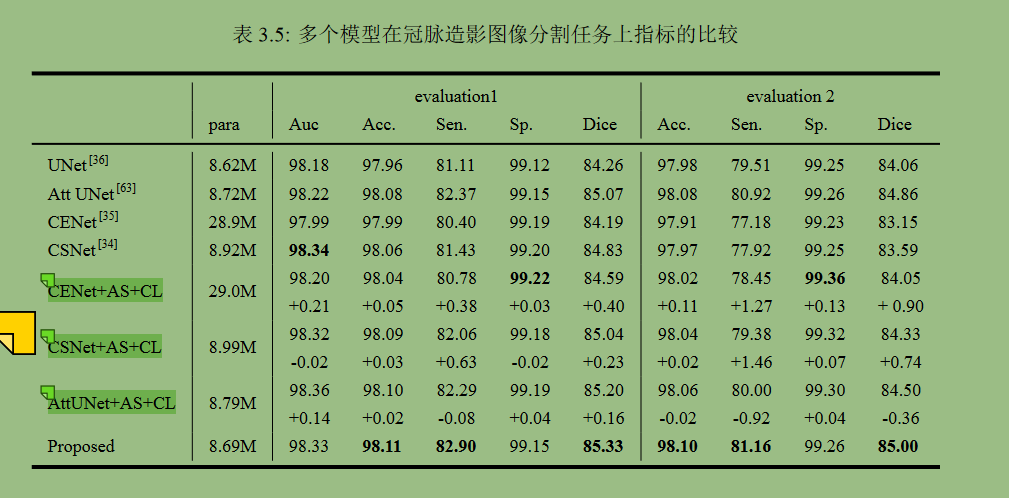 表 3.5: 多个模型在冠脉造影图像分割任务上指标的比较
evaluation1 evaluation 2
para Auc Acc. Sen. Sp. Dice Acc. Sen. Sp. Dice
UNet[36] 8.62M 98.18 97.96 81.11 99.12 84.26 97.98 79.51 99.25 84.06
Att UNet[63] 8.72M 98.22 98.08 82.37 99.15 85.07 98.08 80.92 99.26 84.86
CENet[35] 28.9M 97.99 97.99 80.40 99.19 84.19 97.91 77.18 99.23 83.15
CSNet[34] 8.92M 98.34 98.06 81.43 99.20 84.83 97.97 77.92 99.25 83.59
CENet+AS+CL 29.0M 98.20 98.04 80.78 99.22 84.59 98.02 78.45 99.36 84.05
+0.21 +0.05 +0.38 +0.03 +0.40 +0.11 +1.27 +0.13 + 0.90
CSNet+AS+CL 8.99M 98.32 98.09 82.06 99.18 85.04 98.04 79.38 99.32 84.33
-0.02 +0.03 +0.63 -0.02 +0.23 +0.02 +1.46 +0.07 +0.74
AttUNet+AS+CL 8.79M 98.36 98.10 82.29 99.19 85.20 98.06 80.00 99.30 84.50
+0.14 +0.02 -0.08 +0.04 +0.16 -0.02 -0.92 +0.04 -0.36
Proposed 8.69M 98.33 98.11 82.90 99.15 85.33 98.10 81.16 99.26 85.00